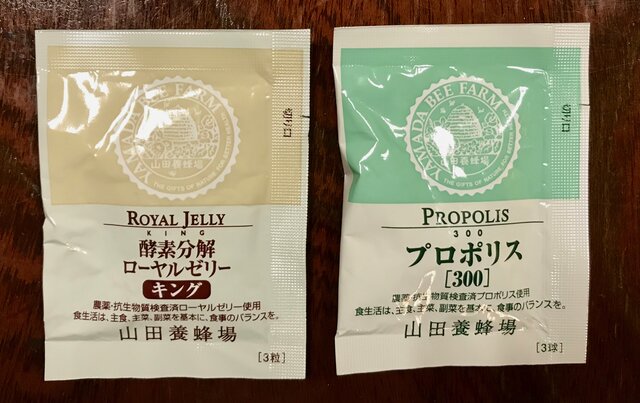 YAMADA BEE FARM
山田養蜂場
THE GIFTS OF NATURE FOR BETTER
切り口
ROYAL JELLY
KING
酵素分解
ローヤルゼリー
キング
農薬・抗生物質検査済ローヤルゼリー使用
食生活は、主食、主菜、副菜を基本に、食事のバランスを。
山田養蜂場
[3粒]
YAMADA BEE FARM
山田養蜂場
THE GIFTS OF NATURE FOR BETTER
切り口
PROPOLIS
300
プロポリス
[300]
農薬・抗生物質検査済プロポリス使用
食生活は、主食、主菜、副菜を基本に、食事のバランスを。
山田養蜂場
[3球]